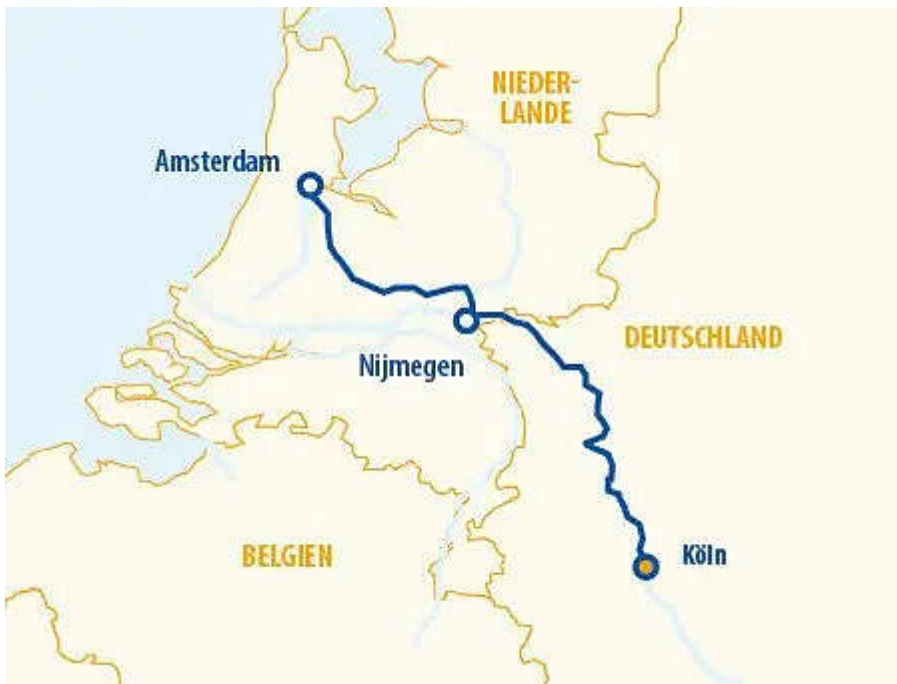 NIEDER-
LANDE
Amsterdam
DEUTSCHLAND
Nijmegen
BELGIEN
Köln